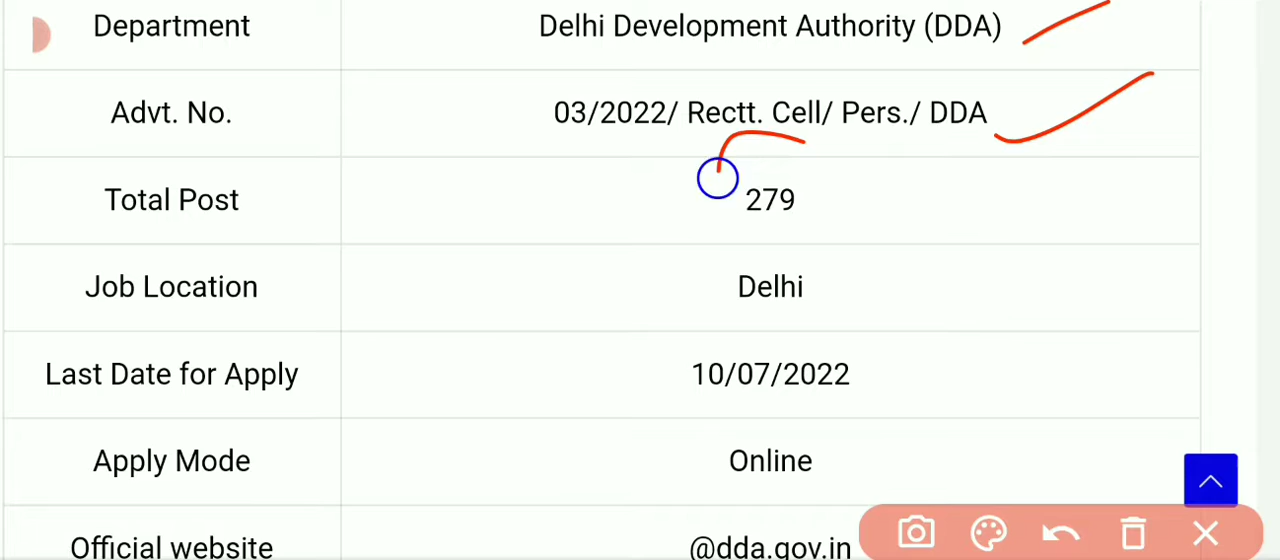 Department Delhi Development Authority (DDA)
Advt. No. 03/2022/ Rectt. Cell/ Pers./ DDA
Total Post 279
Job Location Delhi
Last Date for Apply 10/07/2022
Apply Mode Online
Official website @dda.gov.in